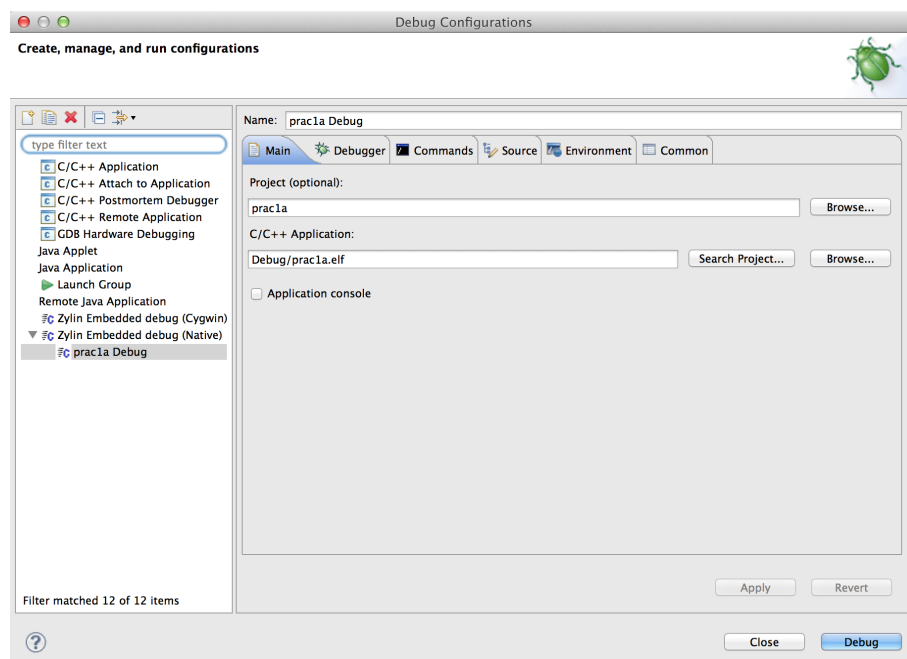 Debug Configurations
Create, manage, and run configurations
type filter text
C/C++ Application
C/C++ Attach to Application
C/C++ Postmortem Debugger
C/C++ Remote Application
GDB Hardware Debugging
Java Applet
Java Application
Launch Group
Remote Java Application
Zylin Embedded debug (Cygwin)
Zylin Embedded debug (Native)
prac1a Debug
Filter matched 12 of 12 items
Name: prac1a Debug
Main Debugger Commands Source Environment Common
Project (optional):
prac1a Browse...
C/C++ Application:
Debug/prac1a.elf Search Project... Browse...
Application console
Apply Revert
? Close Debug